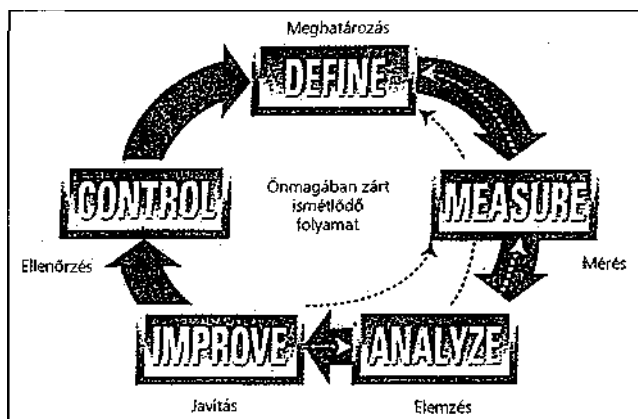 Meghatározás
DEFINE
CONTROL
Önmagában zárt
ismétlődő
folyamat
MEASURE
Ellenőrzés
Mérés
IMPROVE
ANALYZE
Javítás
Elemzés